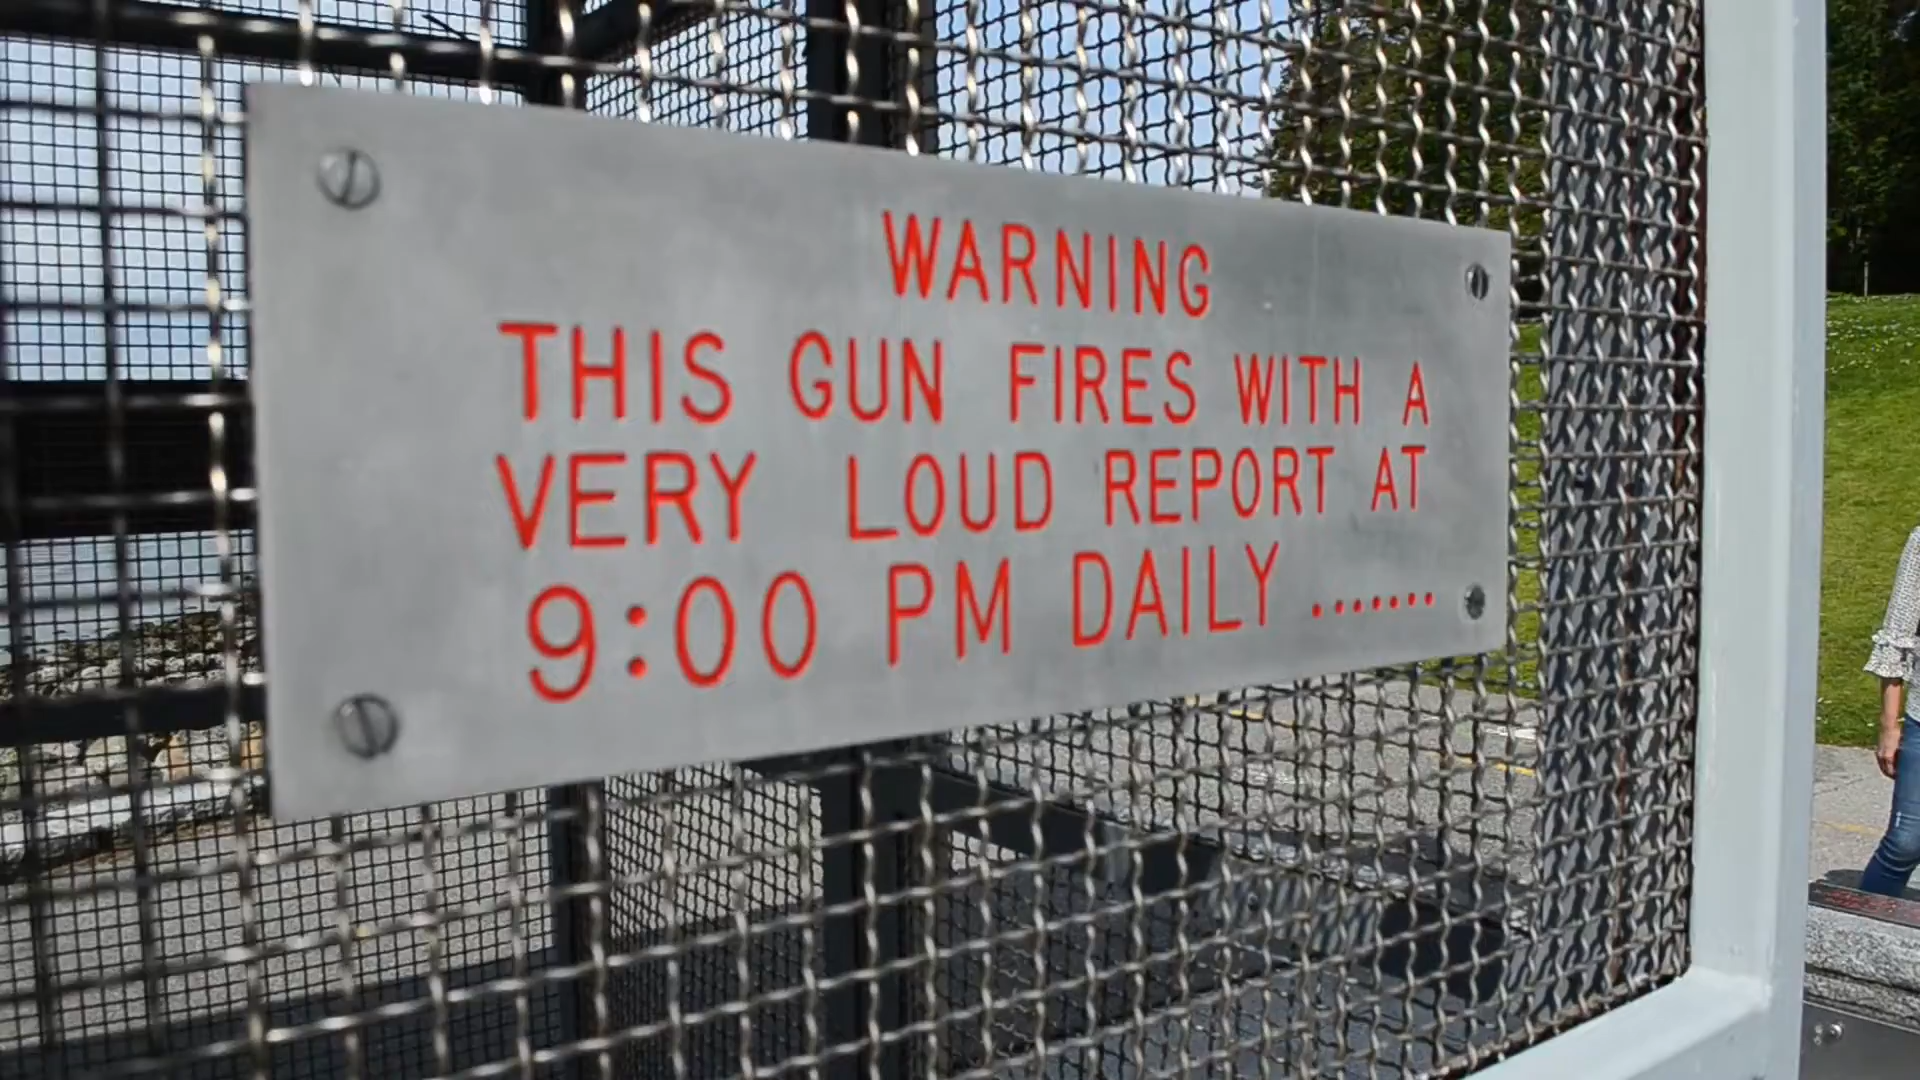 WARNING
THIS GUN FIRES WITH A
VERY LOUD REPORT AT
9:00 PM DAILY .......